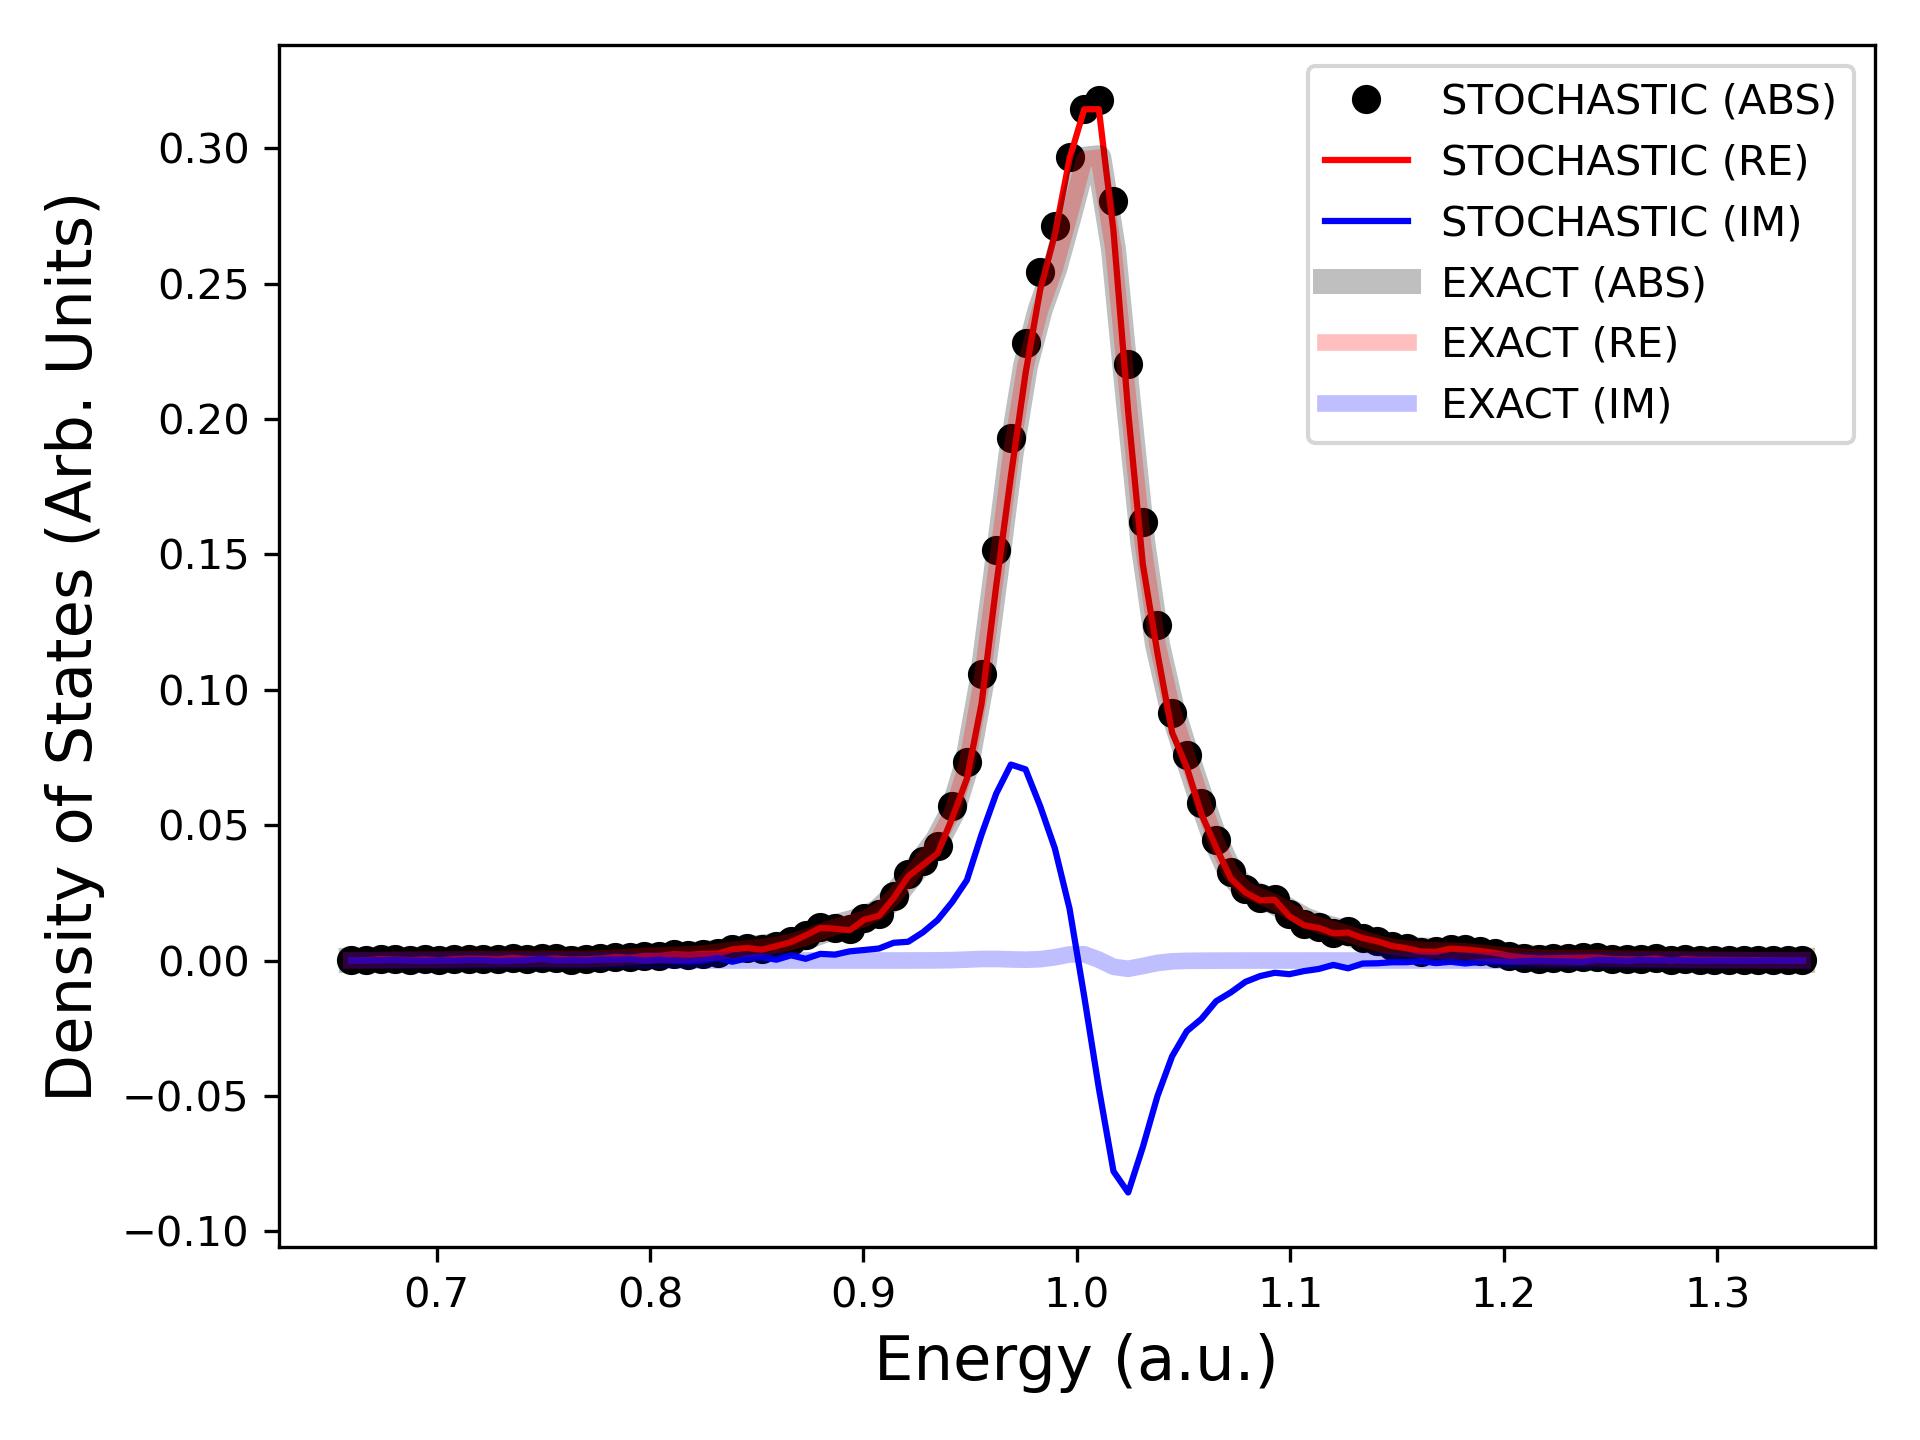 STOCHASTIC (ABS)
STOCHASTIC (RE)
STOCHASTIC (IM)
EXACT (ABS)
EXACT (RE)
EXACT (IM)
Density of States (Arb. Units)
0.30
0.25
0.20
0.15
0.10
0.05
0.00
−0.05
−0.10
0.7 0.8 0.9 1.0 1.1 1.2 1.3
Energy (a.u.)